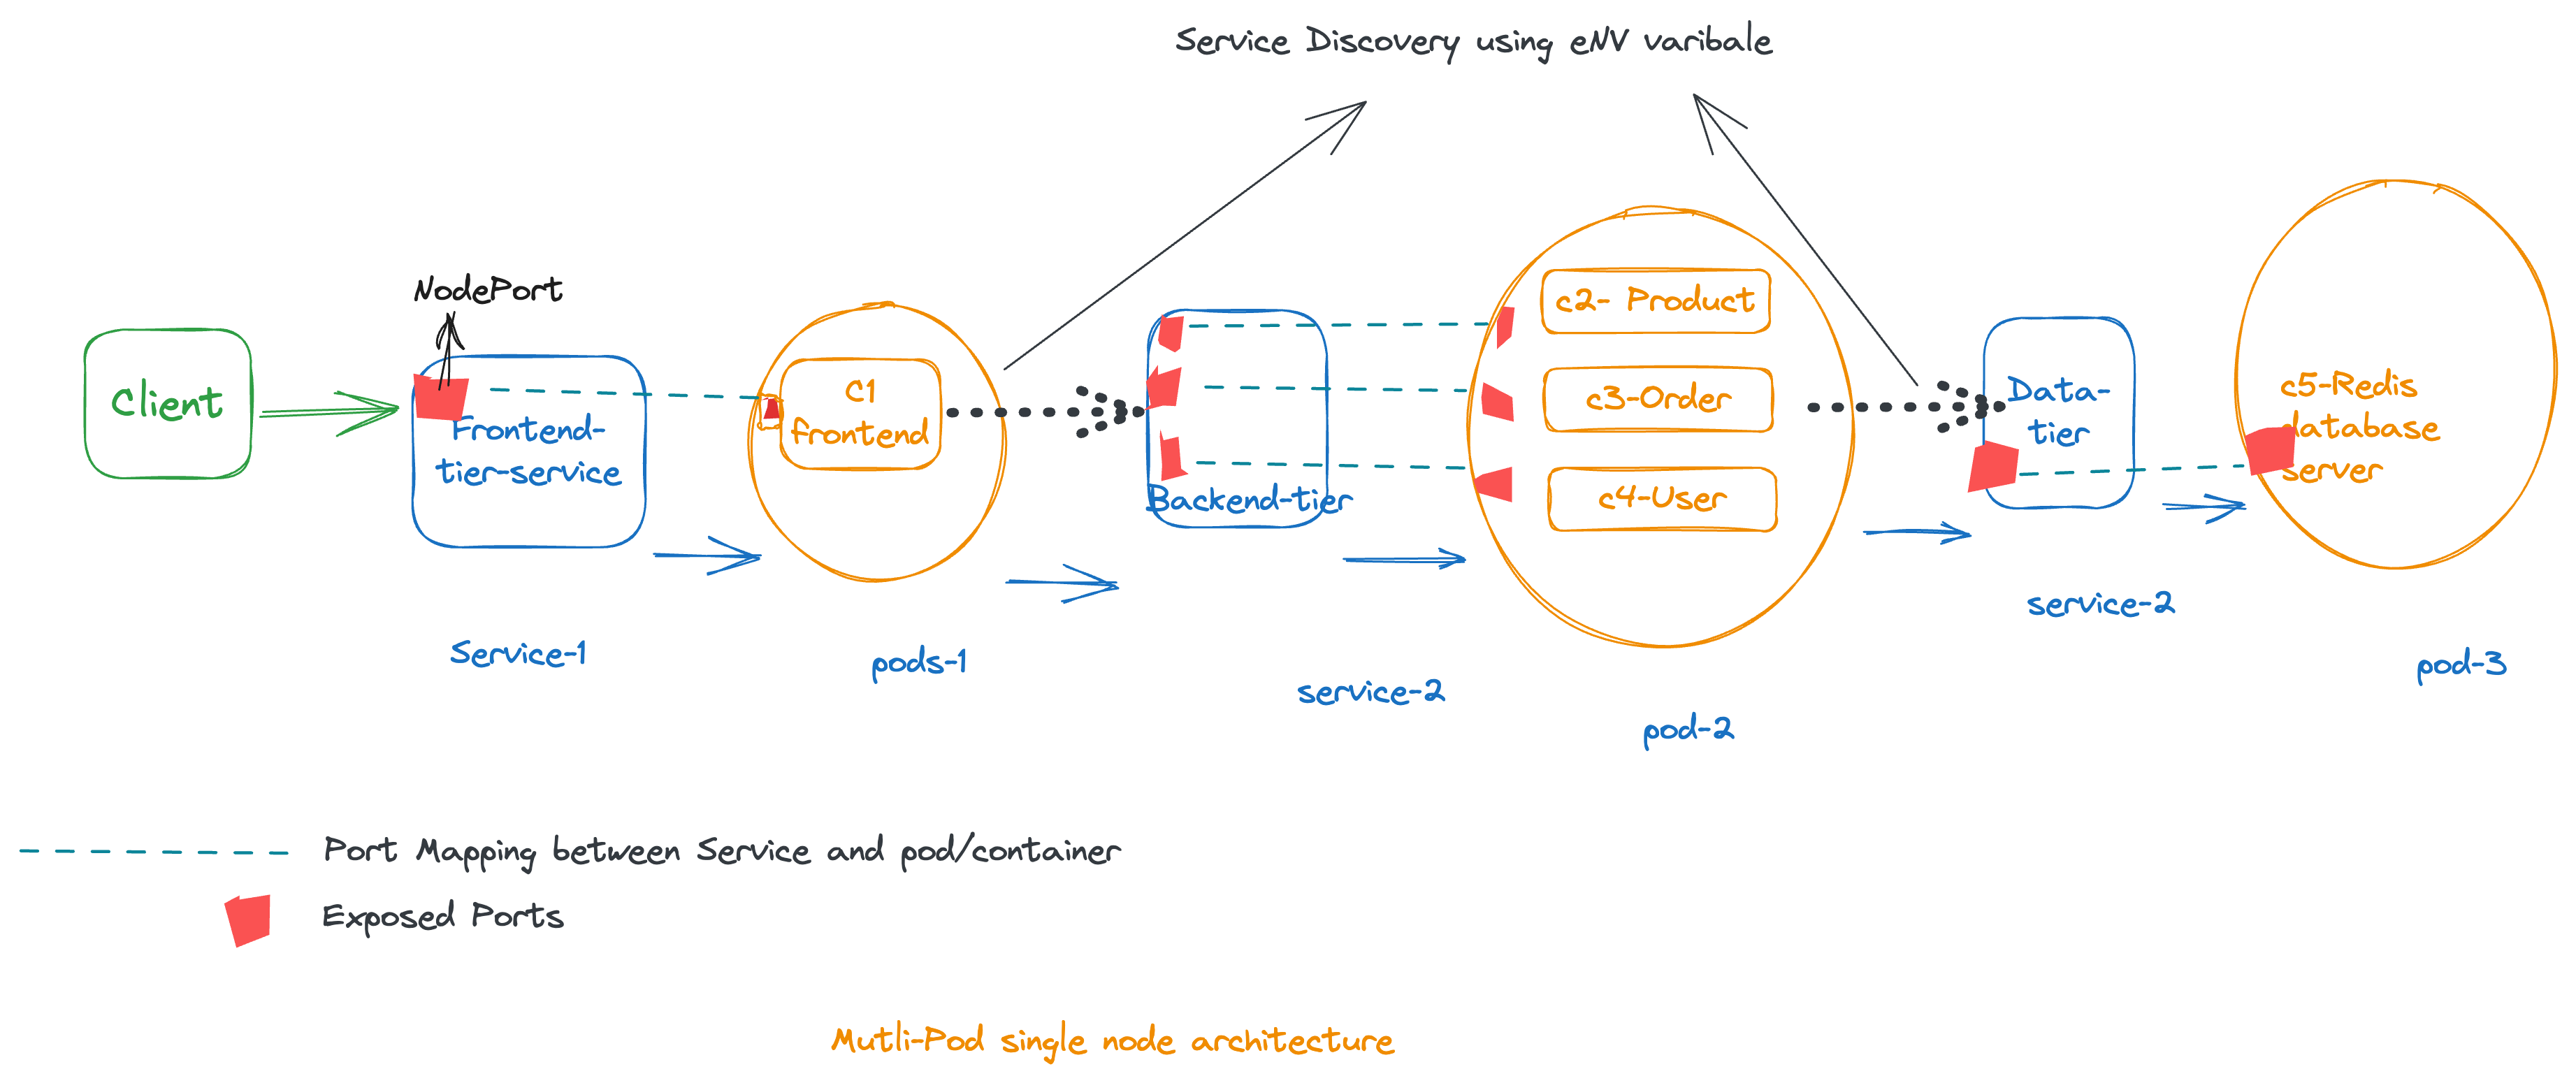 Service Discovery using eNV varibale
NodePort
Client
Frontend-
tier-service
C1
frontend
Backend-tier
c2- Product
c3-Order
c4-User
Data-
tier
c5-Redis
database
server
Service-1
pods-1
service-2
pod-2
service-2
pod-3
Port Mapping between Service and pod/container
Exposed Ports
Mutli-Pod single node architecture